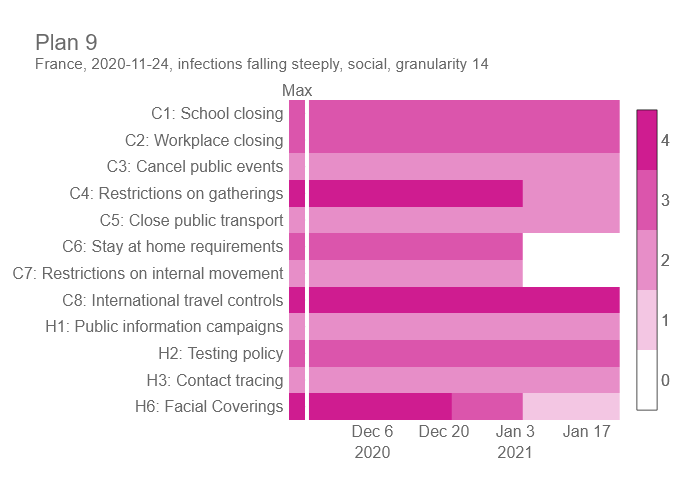 Plan 9
France, 2020-11-24, infections falling steeply, social, granularity 14
Max
C1: School closing
C2: Workplace closing
C3: Cancel public events
C4: Restrictions on gatherings
C5: Close public transport
C6: Stay at home requirements
C7: Restrictions on internal movement
C8: International travel controls
H1: Public information campaigns
H2: Testing policy
H3: Contact tracing
H6: Facial Coverings
Dec 6 Dec 20 Jan 3 Jan 17
2020 2021
4
3
2
1
0